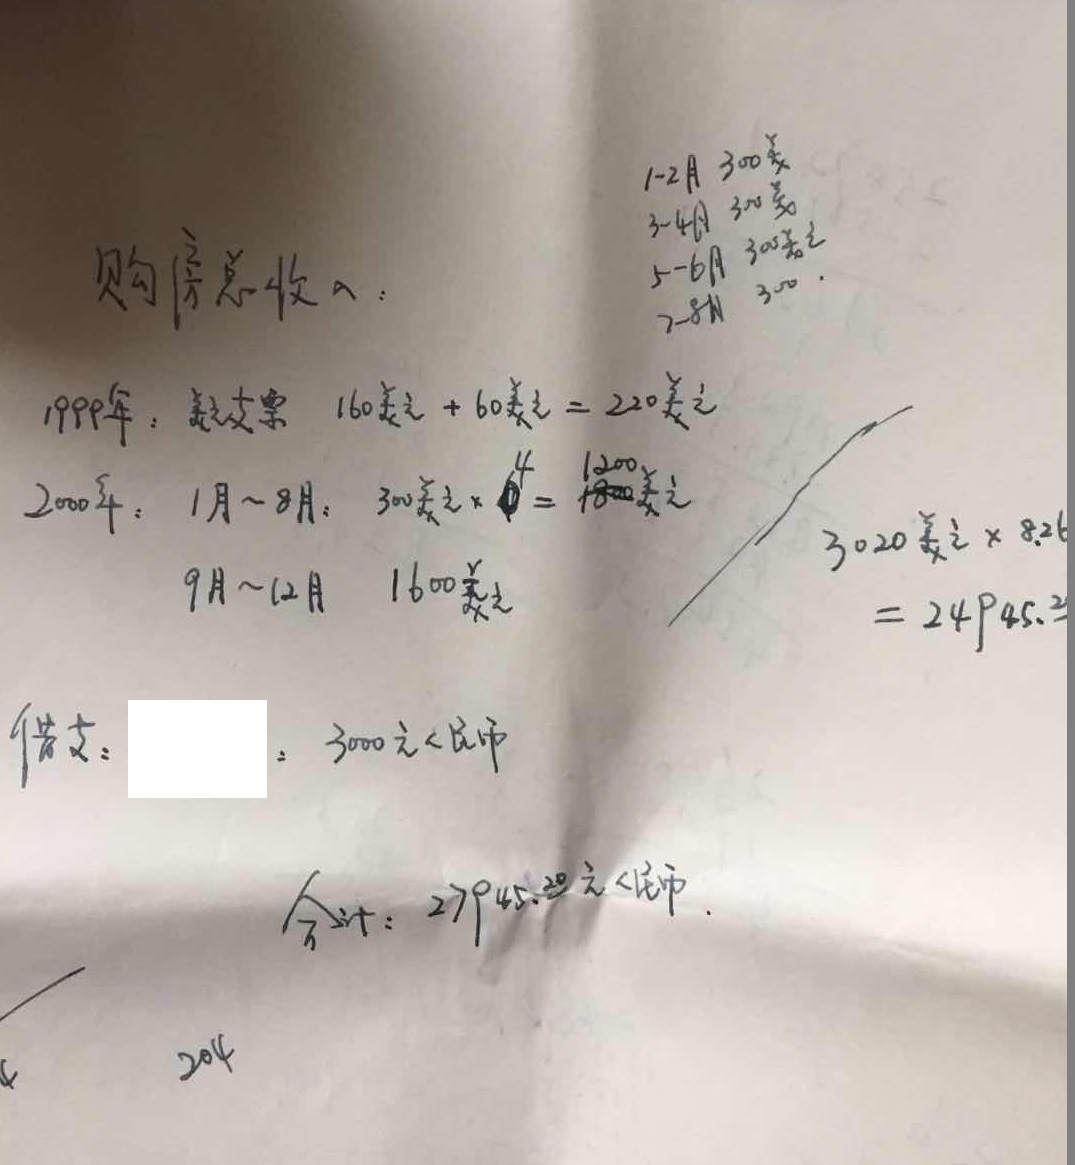 1-2月 300美
3-4月 300美
5-6月 300美元
7-8月 300.
购房总收入:
1999年: 美元支票 160美元 + 60美元 = 220美元
2000年: 1月~8月: 300美元 × 4 = 1200美元
9月~12月 1600美元
3020美元 × 8.26
= 24945.2
借支: : 3000元人民币
合计: 27945.20元人民币.
4 204